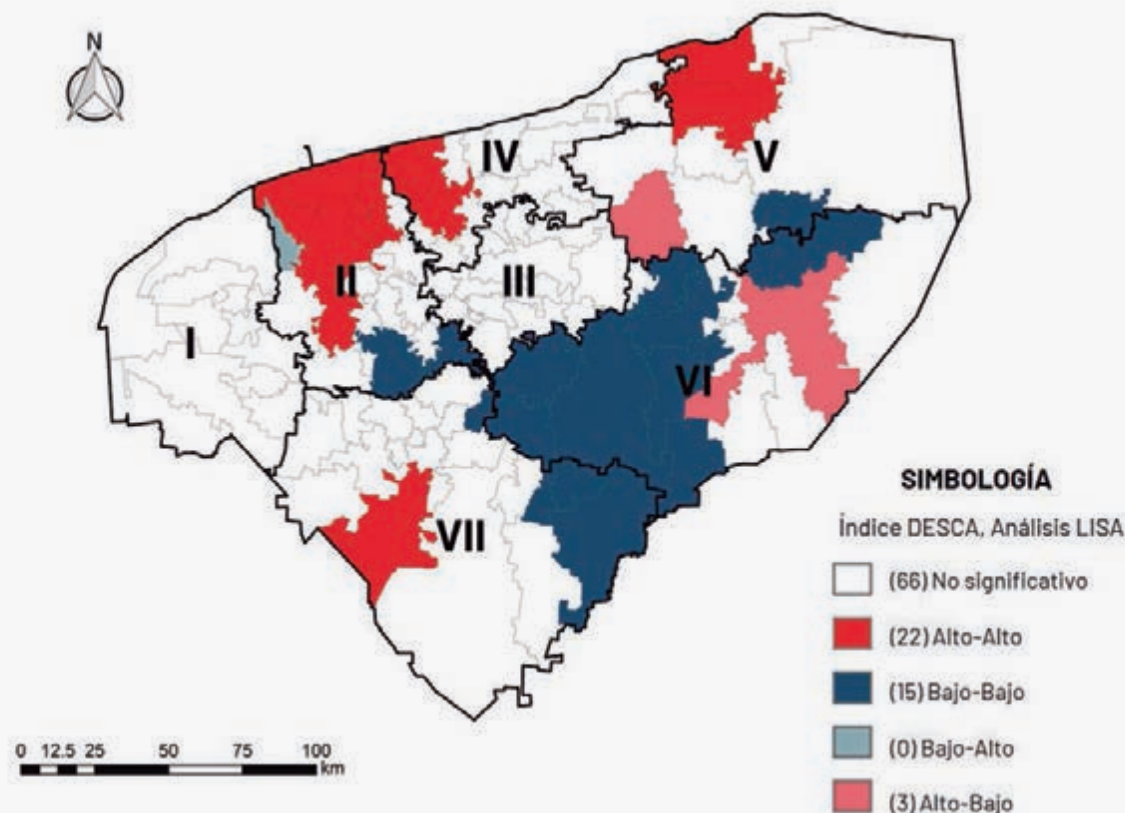 N
IV
V
II
III
I
VI
VII
SIMBOLOGÍA
Índice DESCA, Análisis LISA
(66) No significativo
(22) Alto-Alto
(15) Bajo-Bajo
(0) Bajo-Alto
(3) Alto-Bajo
0 12.5 25 50 75 100
km